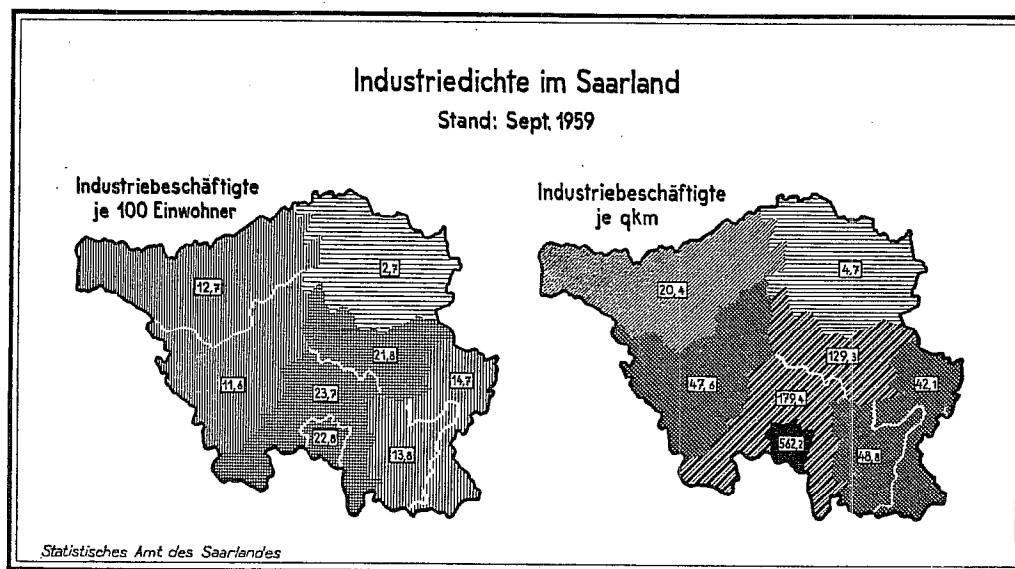 Industriedichte im Saarland
Stand: Sept. 1959
Industriebeschäftigte
je 100 Einwohner
2,7
12,7
21,8
14,7
11,6
23,7
22,8
13,8
Industriebeschäftigte
je qkm
4,7
20,4
129,3
47,6
42,1
179,4
562,2
48,8
Statistisches Amt des Saarlandes